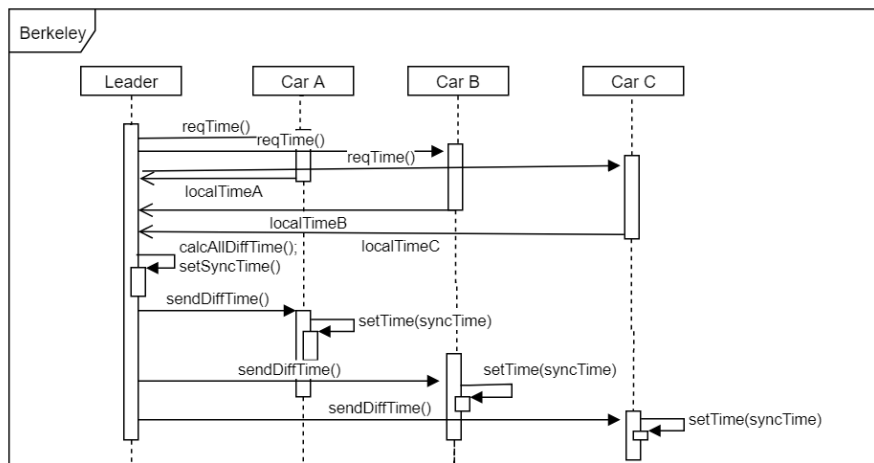 Berkeley
Leader
Car A
Car B
Car C
reqTime()
reqTime()
reqTime()
localTimeA
localTimeB
localTimeC
calcAllDiffTime();
setSyncTime()
sendDiffTime()
setTime(syncTime)
sendDiffTime()
setTime(syncTime)
sendDiffTime()
setTime(syncTime)